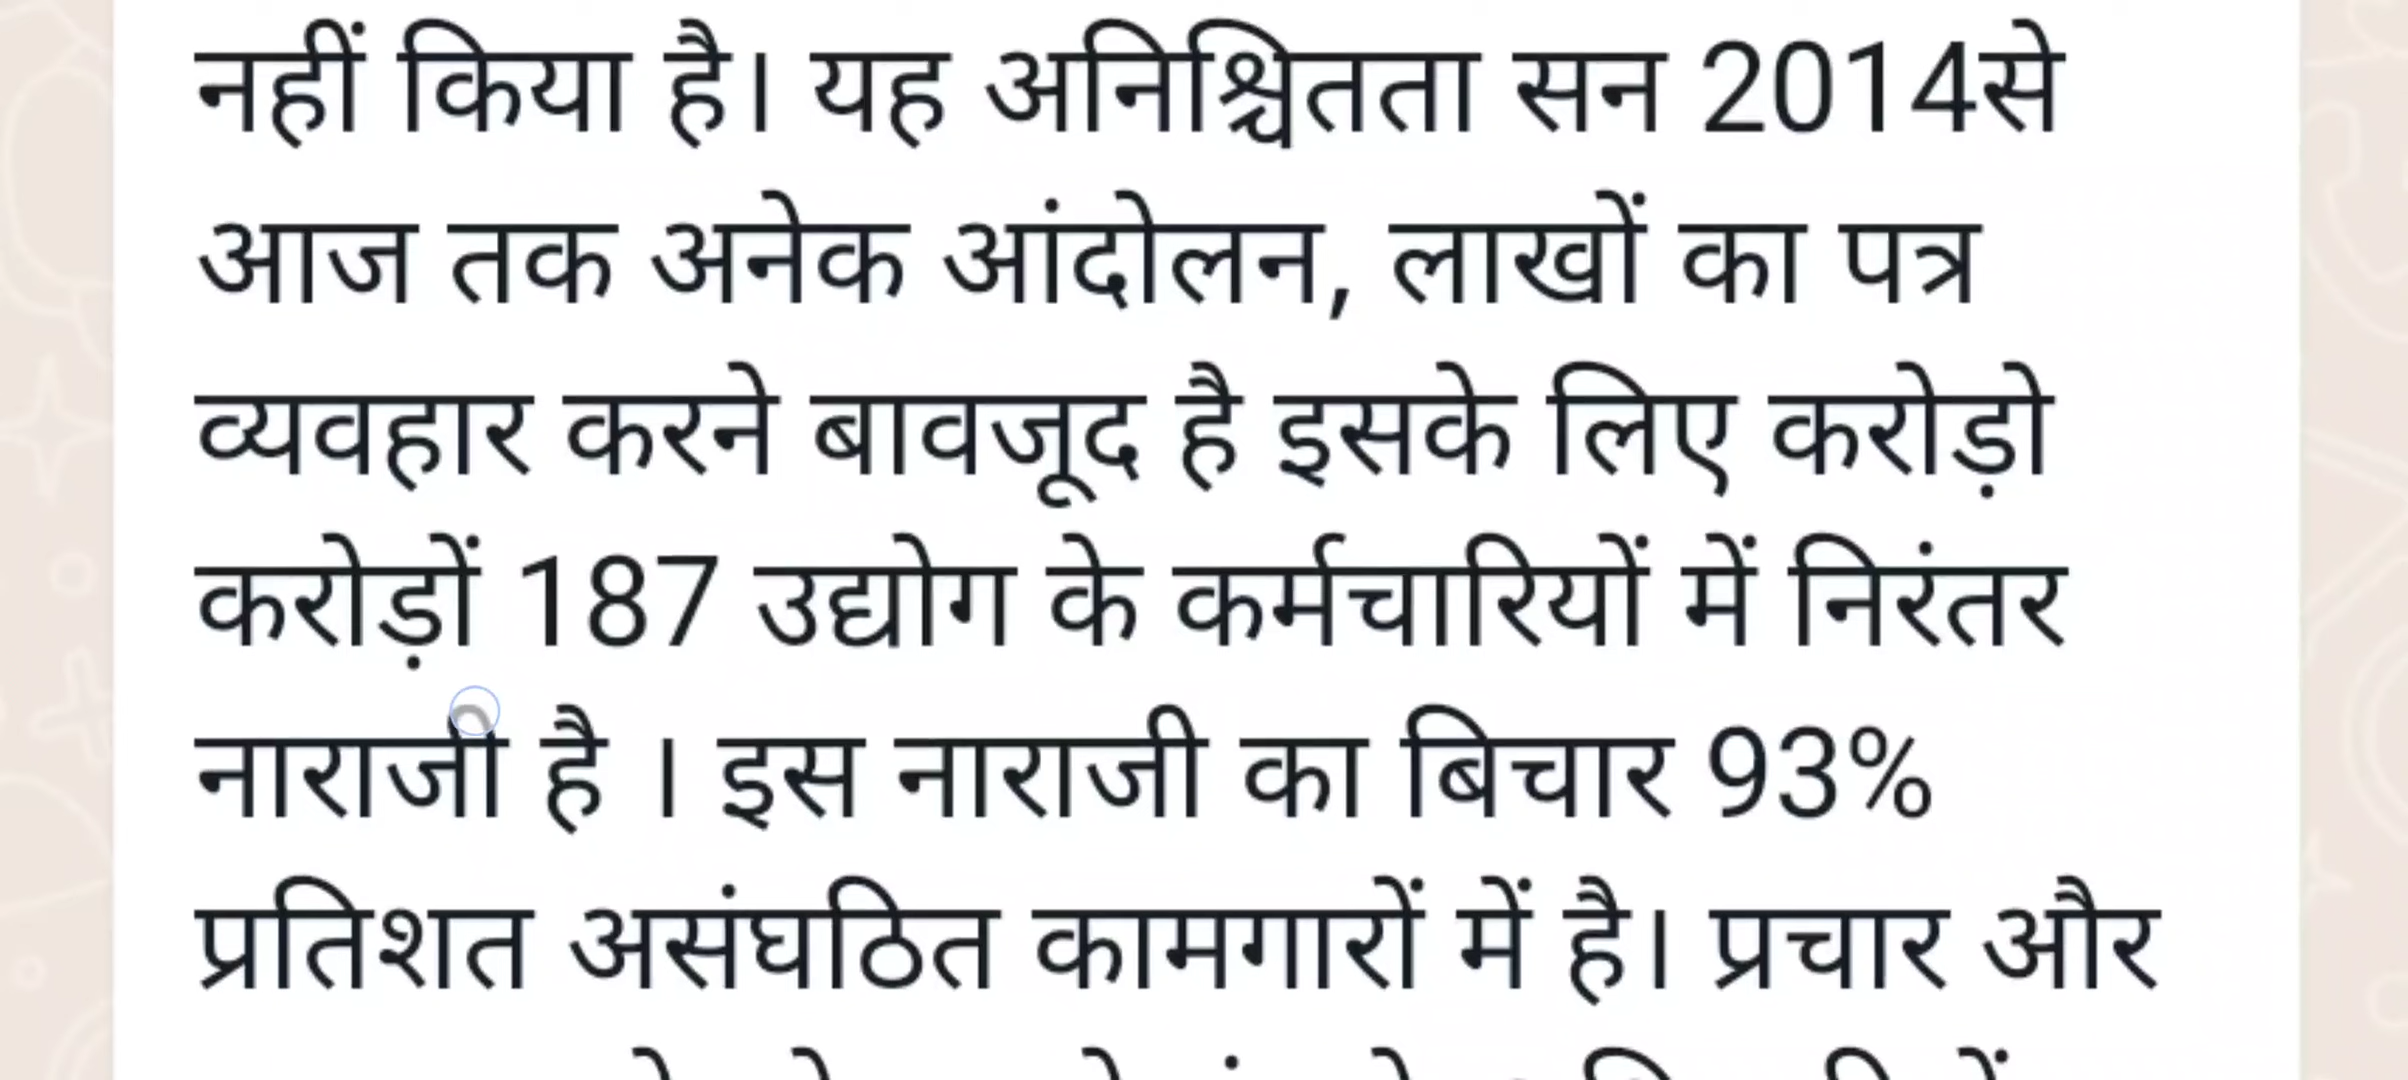 नहीं किया है। यह अनिश्चितता सन 2014से
आज तक अनेक आंदोलन, लाखों का पत्र
व्यवहार करने बावजूद है इसके लिए करोड़ो
करोड़ों 187 उद्योग के कर्मचारियों में निरंतर
नाराजी है । इस नाराजी का बिचार 93%
प्रतिशत असंघठित कामगारों में है। प्रचार और